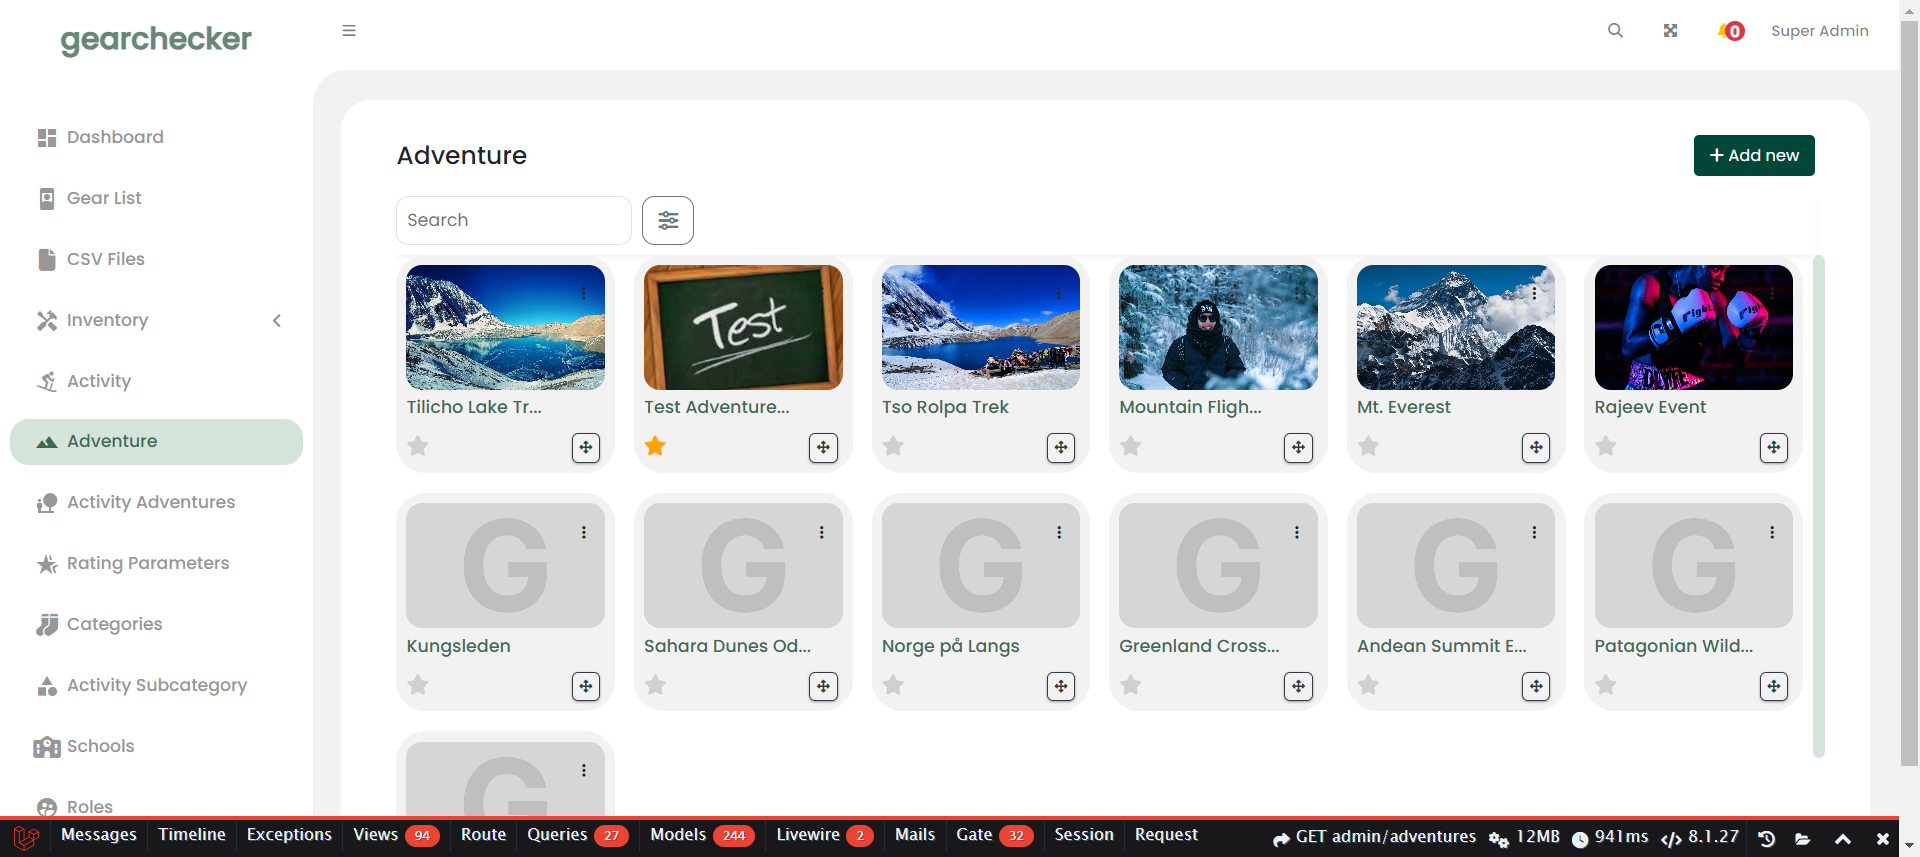 gearchecker
0
Super Admin
Dashboard
Gear List
CSV Files
Inventory
Activity
Adventure
Activity Adventures
Rating Parameters
Categories
Activity Subcategory
Schools
Roles
Adventure
+ Add new
Search
Test
Fight
Fight
Tilicho Lake Tr...
Test Adventure...
Tso Rolpa Trek
Mountain Fligh...
Mt. Everest
Rajeev Event
G G G G G G
Kungsleden
Sahara Dunes Od...
Norge på Langs
Greenland Cross...
Andean Summit E...
Patagonian Wild...
G
Messages Timeline Exceptions Views 94 Route Queries 27 Models 244 Livewire 2 Mails Gate 32 Session Request GET admin/adventures 12MB 941ms 8.1.27